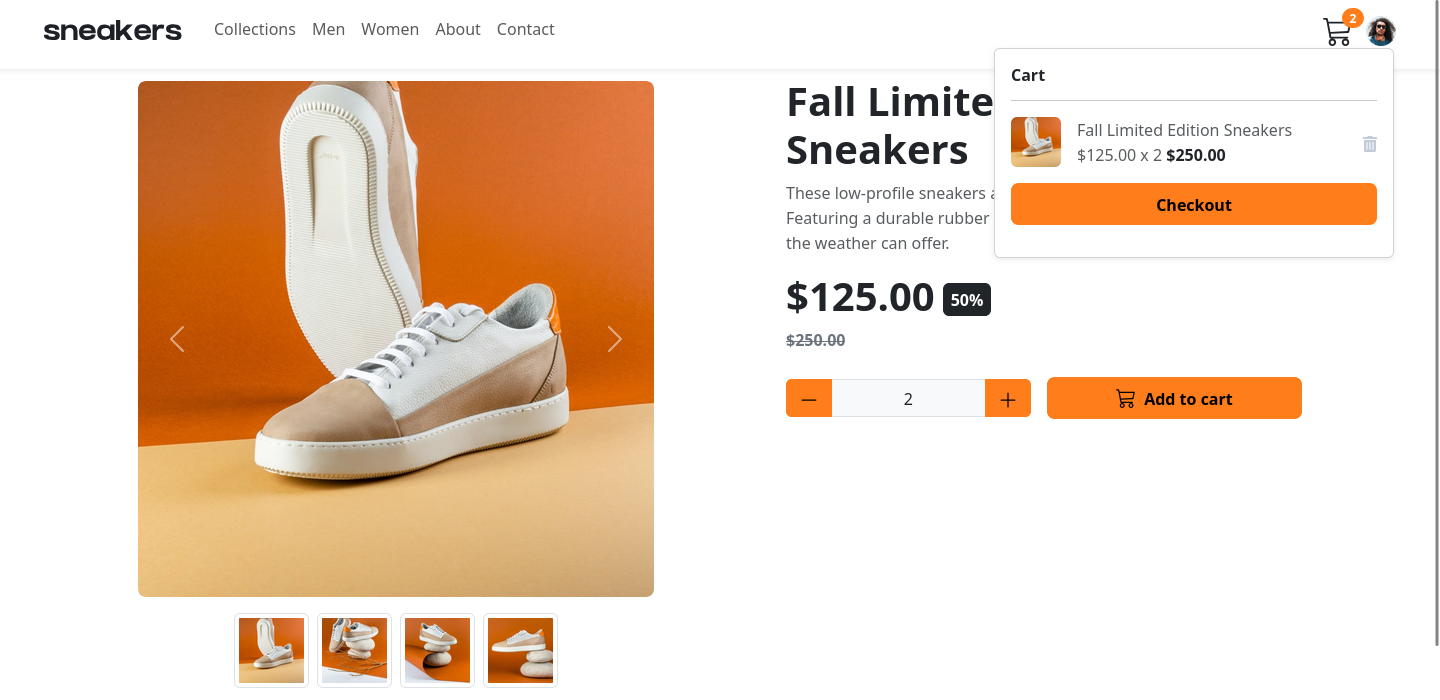 sneakers
Collections Men Women About Contact
2
Cart
Fall Limited Edition Sneakers
$125.00 x 2 $250.00
Checkout
Fall Limite
Sneakers
These low-profile sneakers
Featuring a durable rubber
the weather can offer.
$125.00 50%
$250.00
2
Add to cart